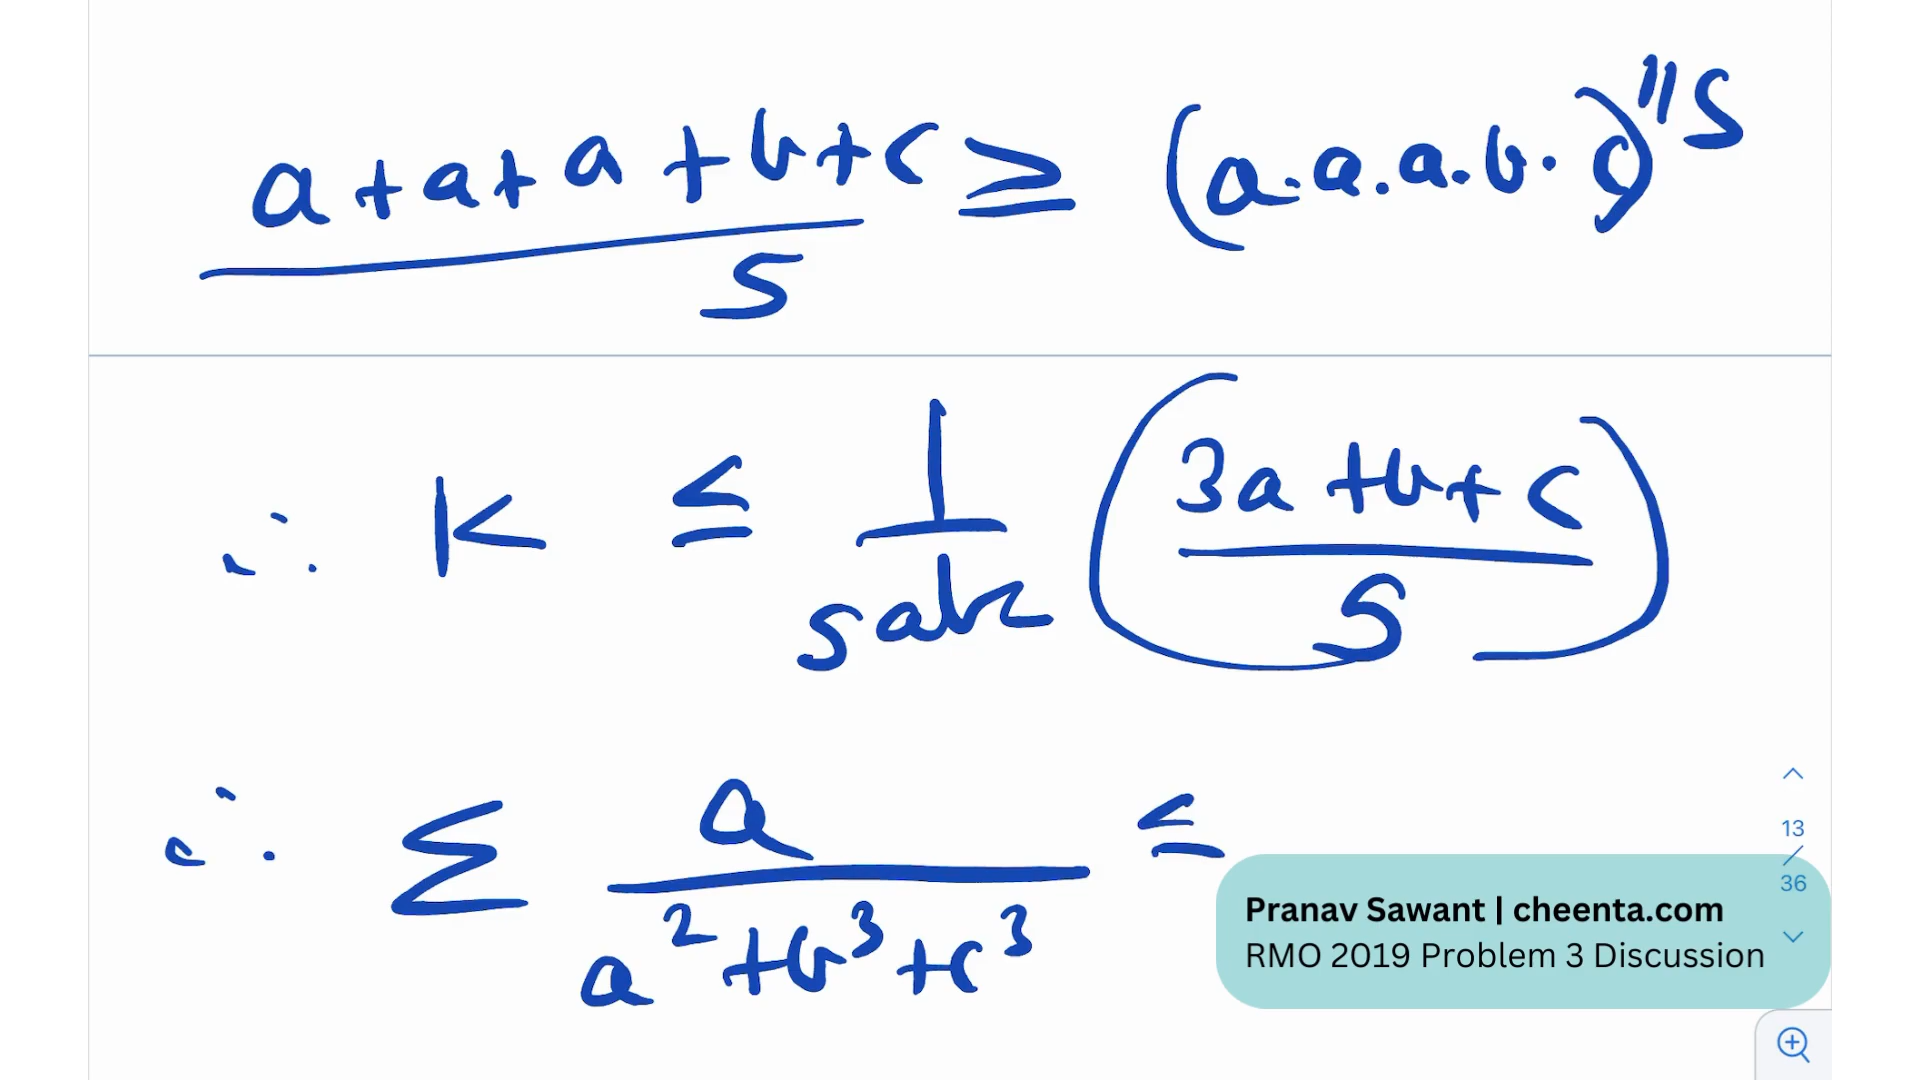 (a + a + a + b + c)/5 ≥ (a·a·a·b·c)^1/5
∴ K ≤ 1/5abc ((3a + b + c)/5)
∴ Σ a/(a² + b³ + c³) ≤
13
/
36
Pranav Sawant | cheenta.com
RMO 2019 Problem 3 Discussion